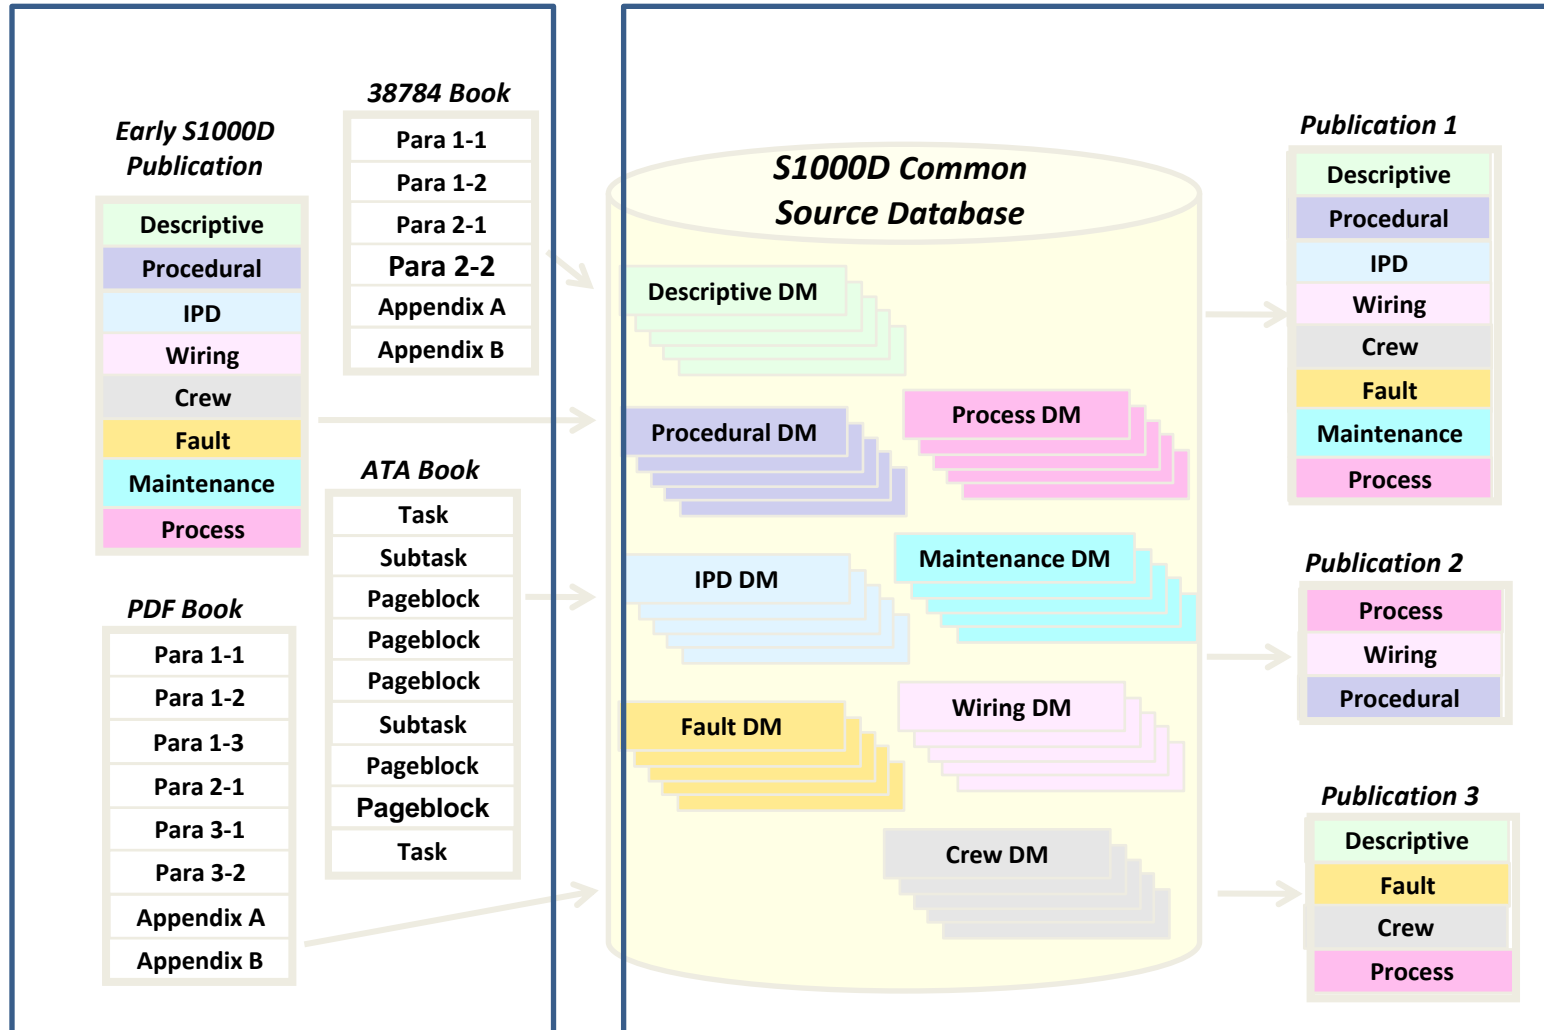 Early S1000D
Publication
Descriptive
Procedural
IPD
Wiring
Crew
Fault
Maintenance
Process
38784 Book
Para 1-1
Para 1-2
Para 2-1
Para 2-2
Appendix A
Appendix B
PDF Book
Para 1-1
Para 1-2
Para 1-3
Para 2-1
Para 3-1
Para 3-2
Appendix A
Appendix B
ATA Book
Task
Subtask
Pageblock
Pageblock
Pageblock
Subtask
Pageblock
Pageblock
Task
S1000D Common
Source Database
Descriptive DM
Procedural DM
Process DM
IPD DM
Maintenance DM
Fault DM
Wiring DM
Crew DM
Publication 1
Descriptive
Procedural
IPD
Wiring
Crew
Fault
Maintenance
Process
Publication 2
Process
Wiring
Procedural
Publication 3
Descriptive
Fault
Crew
Process